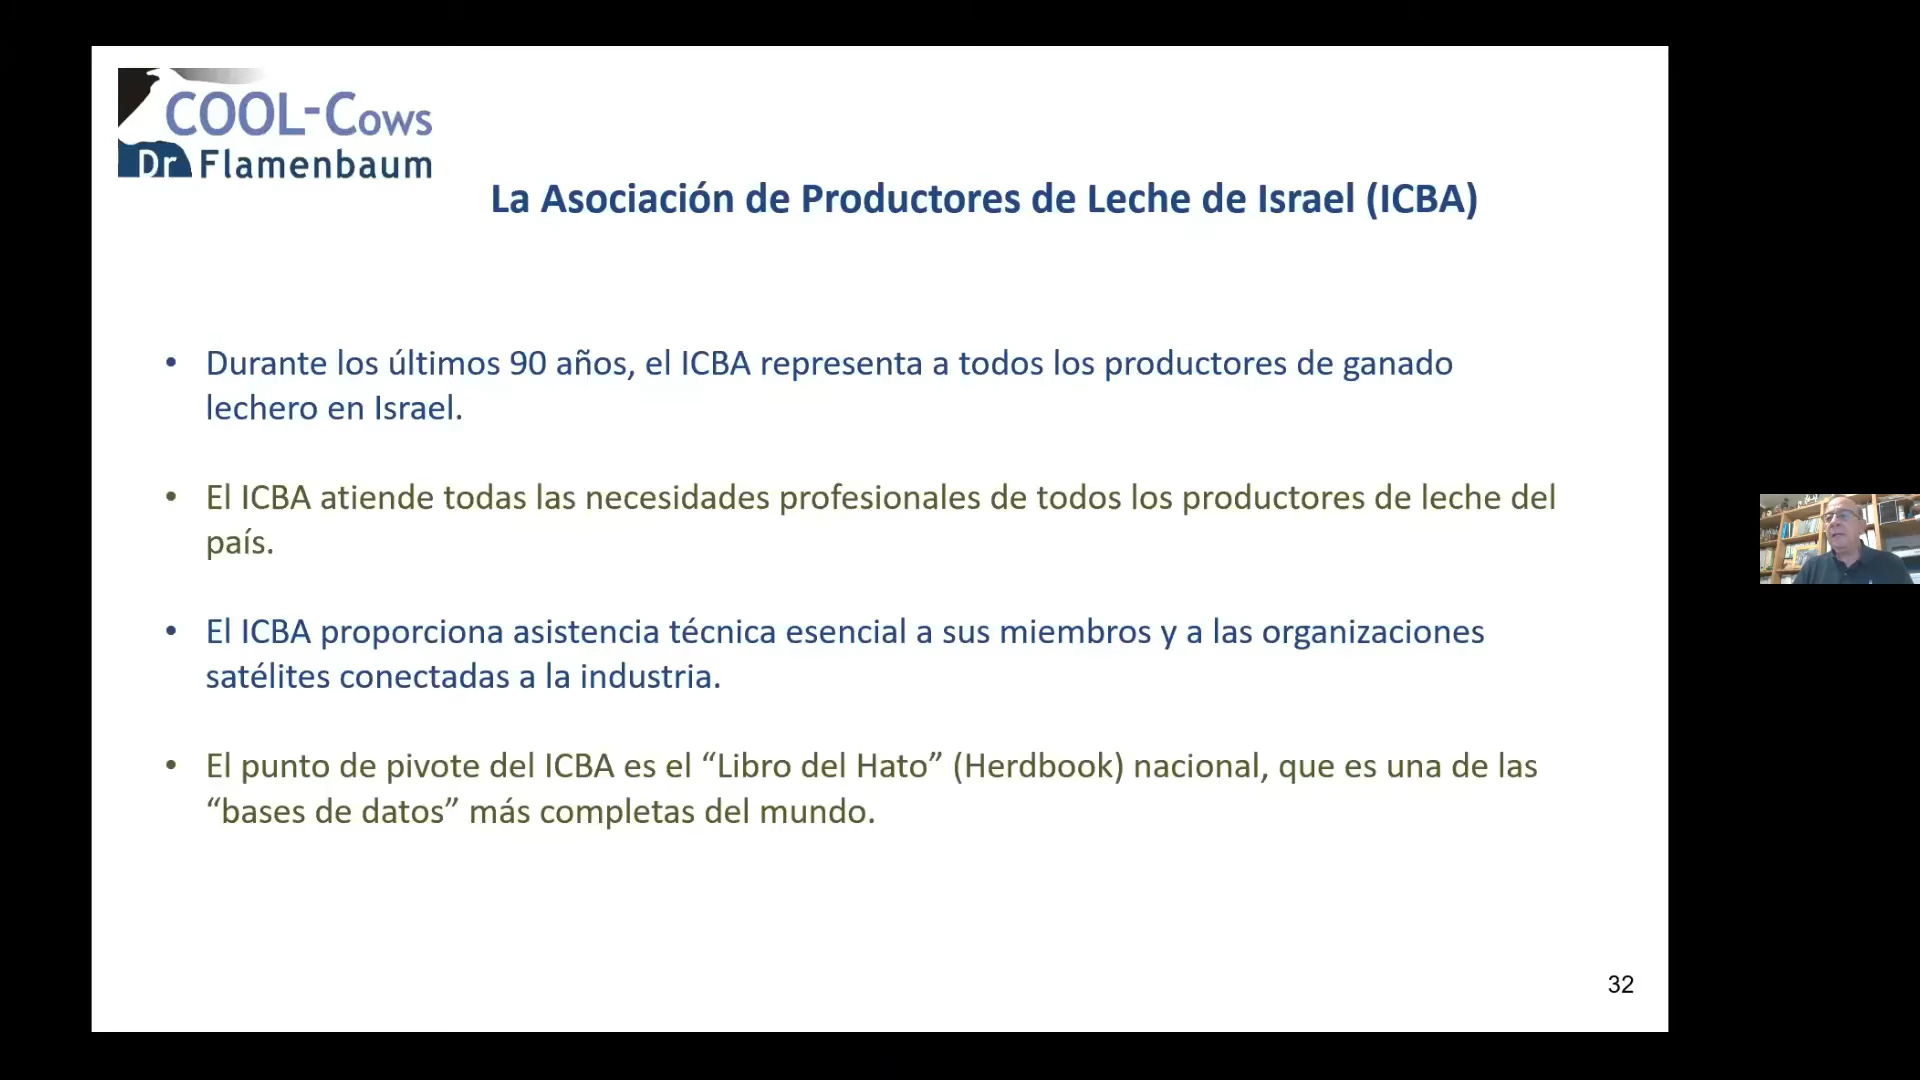 COOL-Cows
Dr Flamenbaum
La Asociación de Productores de Leche de Israel (ICBA)
• Durante los últimos 90 años, el ICBA representa a todos los productores de ganado
lechero en Israel.
• El ICBA atiende todas las necesidades profesionales de todos los productores de leche del
país.
• El ICBA proporciona asistencia técnica esencial a sus miembros y a las organizaciones
satélites conectadas a la industria.
• El punto de pivote del ICBA es el “Libro del Hato” (Herdbook) nacional, que es una de las
“bases de datos” más completas del mundo.
32